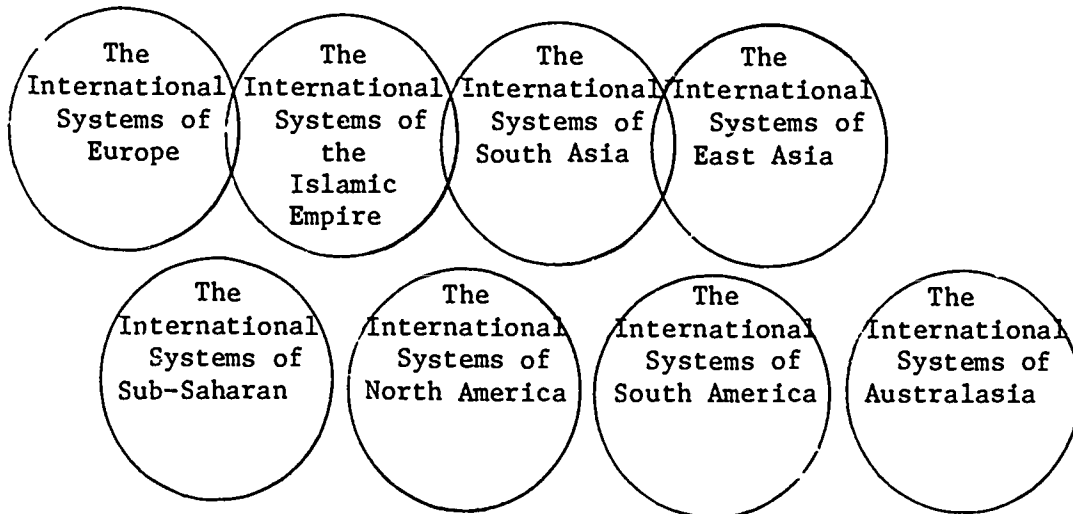 The
International
Systems of
Europe
The
International
Systems of
the
Islamic
Empire
The
International
Systems of
South Asia
The
International
Systems of
East Asia
The
International
Systems of
Sub-Saharan
The
International
Systems of
North America
The
International
Systems of
South America
The
International
Systems of
Australasia